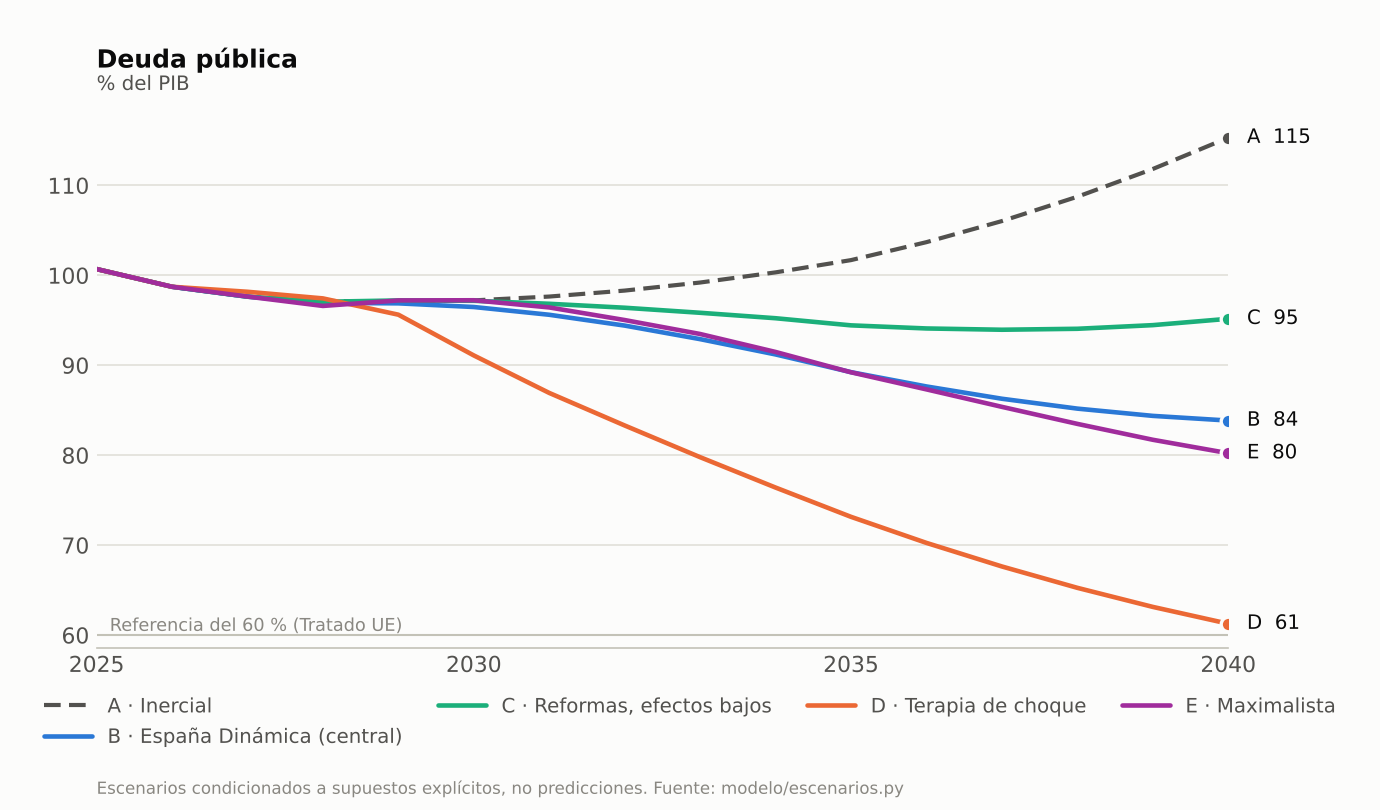 Deuda pública
% del PIB
A 115
110
100
C 95
90
B 84
E 80
80
70
Referencia del 60 % (Tratado UE)
D 61
60
2025 2030 2035 2040
A · Inercial C · Reformas, efectos bajos D · Terapia de choque E · Maximalista
B · España Dinámica (central)
Escenarios condicionados a supuestos explícitos, no predicciones. Fuente: modelo/escenarios.py